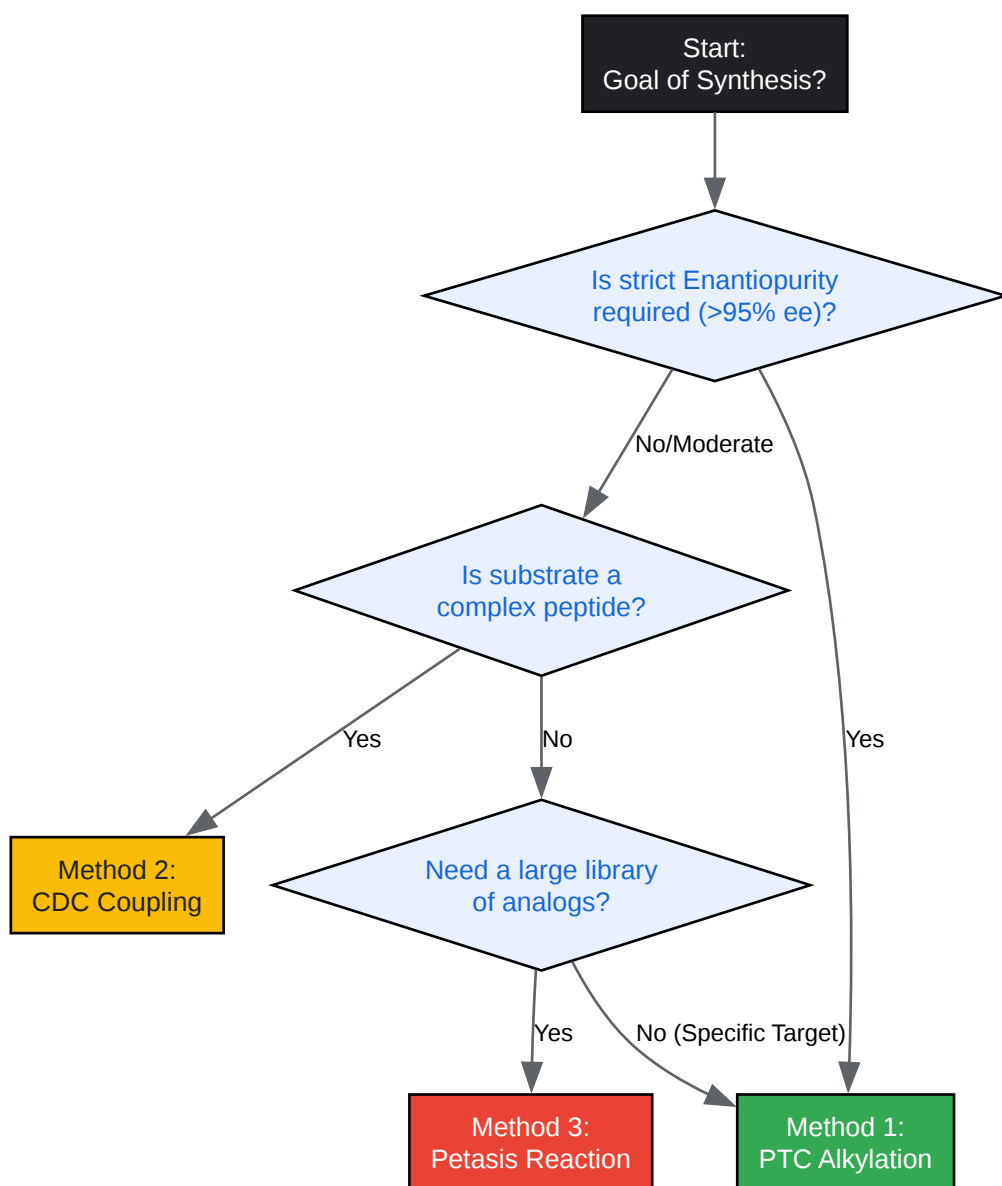 Start:
Goal of Synthesis?
Is strict Enantiopurity
required (>95% ee)?
No/Moderate
Is substrate a
complex peptide?
Yes
No
Yes
Method 2:
CDC Coupling
Need a large library
of analogs?
Yes
No (Specific Target)
Method 3:
Petasis Reaction
Method 1:
PTC Alkylation